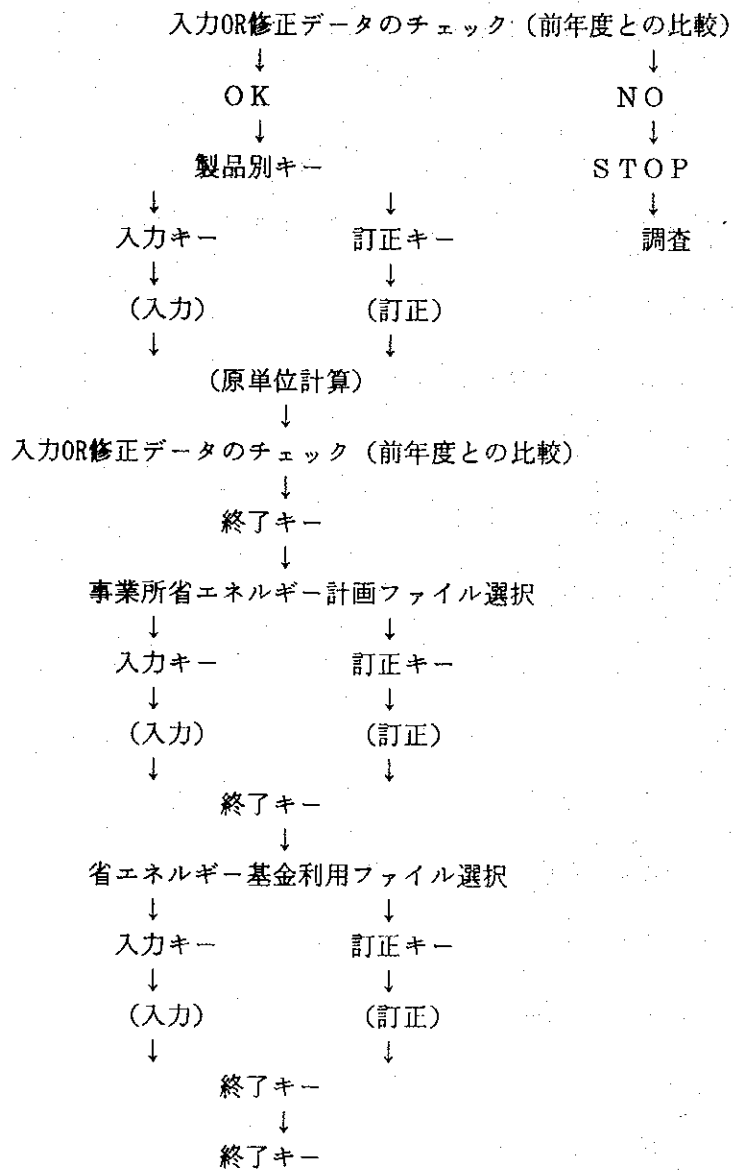 入力OR修正データのチェック(前年度との比較)
↓ ↓
OK NO
↓ ↓
製品別キー STOP
↓ ↓ ↓
入力キー 訂正キー 調査
↓ ↓
(入力) (訂正)
↓ ↓
(原単位計算)
↓
入力OR修正データのチェック(前年度との比較)
↓
終了キー
↓
事業所省エネルギー計画ファイル選択
↓ ↓
入力キー 訂正キー
↓ ↓
(入力) (訂正)
↓ ↓
終了キー
↓
省エネルギー基金利用ファイル選択
↓ ↓
入力キー 訂正キー
↓ ↓
(入力) (訂正)
↓ ↓
終了キー
↓
終了キー